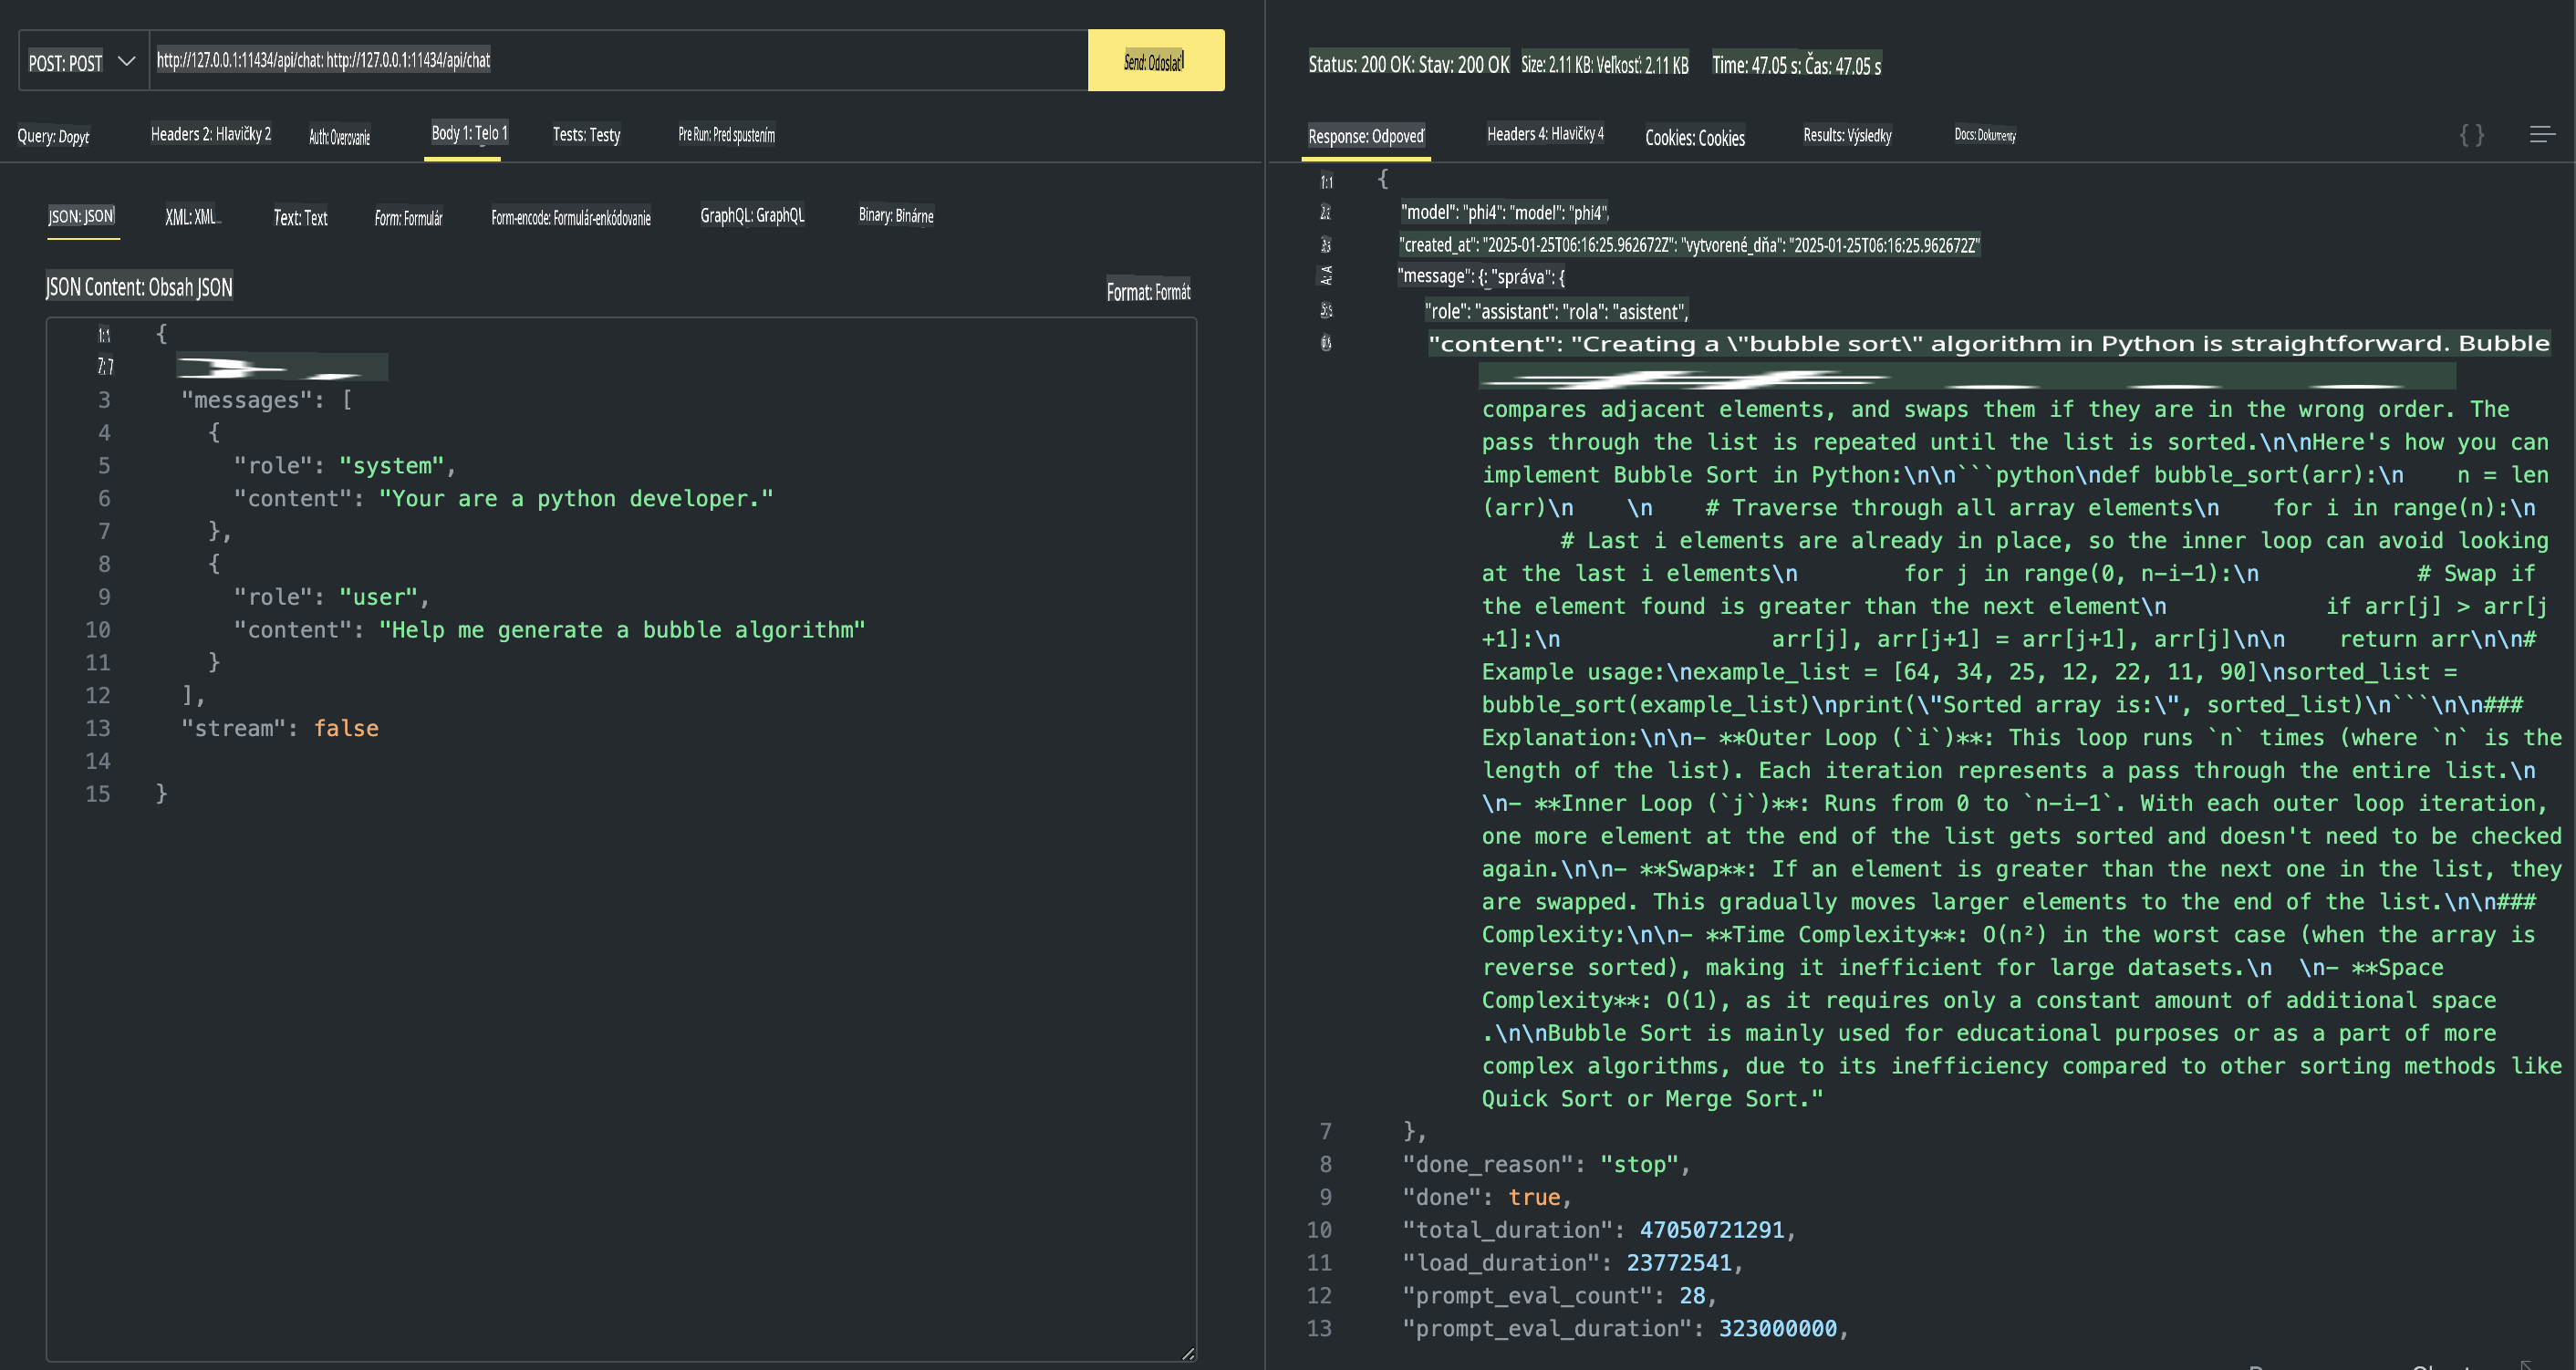 POST: POST
http://127.0.0.1:11434/api/chat: http://127.0.0.1:11434/api/chat
Send: Odoslať
Query: Dopyt
Headers 2: Hlavičky 2
Auth: Overovanie
Body 1: Telo 1
Tests: Testy
Pre Run: Pred spustením
JSON: JSON
XML: XML
Text: Text
Form: Formulár
Form-encode: Formulár-enkódovanie
GraphQL: GraphQL
Binary: Binárne
JSON Content: Obsah JSON
Format: Formát
1:1 {
7:7
3 "messages": [
4 {
5 "role": "system",
6 "content": "Your are a python developer."
7 },
8 {
9 "role": "user",
10 "content": "Help me generate a bubble algorithm"
11 }
12 ],
13 "stream": false
14
15 }
Status: 200 OK: Stav: 200 OK
Size: 2.11 KB: Veľkosť: 2.11 KB
Time: 47.05 s: Čas: 47.05 s
Response: Odpoveď
Headers 4: Hlavičky 4
Cookies: Cookies
Results: Výsledky
Docs: Dokumenty
{ }
1:1 {
"model": "phi4": "model": "phi4",
"created_at": "2025-01-25T06:16:25.962672Z": "vytvorené_dňa": "2025-01-25T06:16:25.962672Z"
"message": {: "správa": {
"role": "assistant": "rola": "asistent",
"content": "Creating a \"bubble sort\" algorithm in Python is straightforward. Bubble
compares adjacent elements, and swaps them if they are in the wrong order. The
pass through the list is repeated until the list is sorted.\n\nHere's how you can
implement Bubble Sort in Python:\n\n```python\ndef bubble_sort(arr):\n    n = len
(arr)\n    \n    # Traverse through all array elements\n    for i in range(n):\n
# Last i elements are already in place, so the inner loop can avoid looking
at the last i elements\n        for j in range(0, n-i-1):\n            # Swap if
the element found is greater than the next element\n            if arr[j] > arr[j
+1]:\n                arr[j], arr[j+1] = arr[j+1], arr[j]\n\n    return arr\n\n#
Example usage:\nexample_list = [64, 34, 25, 12, 22, 11, 90]\nsorted_list =
bubble_sort(example_list)\nprint(\"Sorted array is:\", sorted_list)\n```\n\n###
Explanation:\n\n- **Outer Loop (`i`)**: This loop runs `n` times (where `n` is the
length of the list). Each iteration represents a pass through the entire list.\n
\n- **Inner Loop (`j`)**: Runs from 0 to `n-i-1`. With each outer loop iteration,
one more element at the end of the list gets sorted and doesn't need to be checked
again.\n\n- **Swap**: If an element is greater than the next one in the list, they
are swapped. This gradually moves larger elements to the end of the list.\n\n###
Complexity:\n\n- **Time Complexity**: O(n²) in the worst case (when the array is
reverse sorted), making it inefficient for large datasets.\n  \n- **Space
Complexity**: O(1), as it requires only a constant amount of additional space
.\n\nBubble Sort is mainly used for educational purposes or as a part of more
complex algorithms, due to its inefficiency compared to other sorting methods like
Quick Sort or Merge Sort."
7 },
8 "done_reason": "stop",
9 "done": true,
10 "total_duration": 47050721291,
11 "load_duration": 23772541,
12 "prompt_eval_count": 28,
13 "prompt_eval_duration": 323000000,